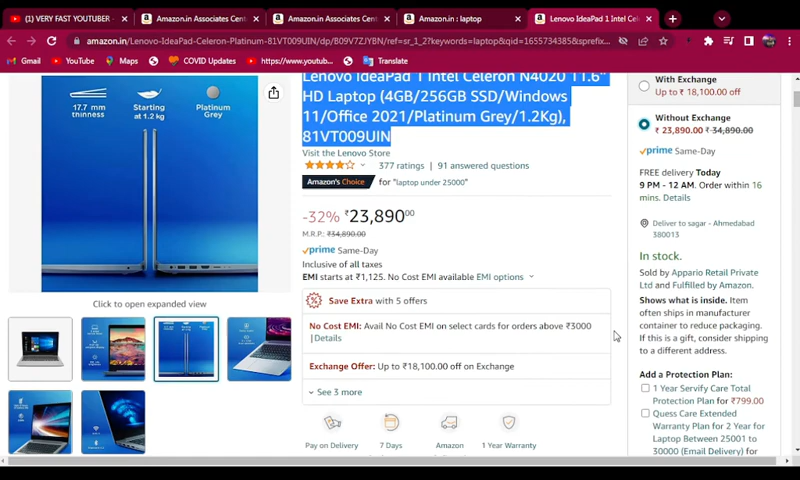 VERY FAST YOUTUBER -
Amazon.in Associates Cent
Amazon.in Associates Cent
Amazon.in : laptop
Lenovo IdeaPad 1 Intel Cel
amazon.in/Lenovo-IdeaPad-Celeron-Platinum-81VT009UIN/dp/B09V7ZJYBN/ref=sr_1_2?keywords=laptop&qid=1655734385&sprefix...
Gmail
YouTube
Maps
Translate
COVID Updates
https://www.youtube...
Lenovo IdeaPad 1 Intel Celeron N4020 11.6"
HD Laptop (4GB/256GB SSD/Windows
11/Office 2021/Platinum Grey/1.2Kg),
81VT009UIN
Visit the Lenovo Store
377 ratings | 91 answered questions
Amazon's Choice for "laptop under 25000"
-32% ₹23,890.00
M.R.P.: ₹34,890.00
prime Same-Day
Inclusive of all taxes
EMI starts at ₹1,125. No Cost EMI available EMI options
Save Extra with 5 offers
No Cost EMI: Avail No Cost EMI on select cards for orders above ₹3000
|Details
Exchange Offer: Up to ₹18,100.00 off on Exchange
See 3 more
Pay on Delivery
7 Days
Amazon
1 Year Warranty
17.7 mm
thinness
Starting
at 1.2 kg
Platinum
Grey
Click to open expanded view
With Exchange
Up to ₹18,100.00 off
Without Exchange
₹23,890.00 ₹34,890.00
prime Same-Day
FREE delivery Today
9 PM - 12 AM. Order within 16
mins. Details
Deliver to sagar - Ahmedabad
380013
In stock.
Sold by Appario Retail Private
Ltd and Fulfilled by Amazon.
Shows what is inside. Item
often ships in manufacturer
container to reduce packaging.
If this is a gift, consider shipping
to a different address.
Add a Protection Plan:
1 Year Servify Care Total
Protection Plan for ₹799.00
Quess Care Extended
Warranty Plan for 2 Year for
Laptop Between 25001 to
30000 (Email Delivery) for